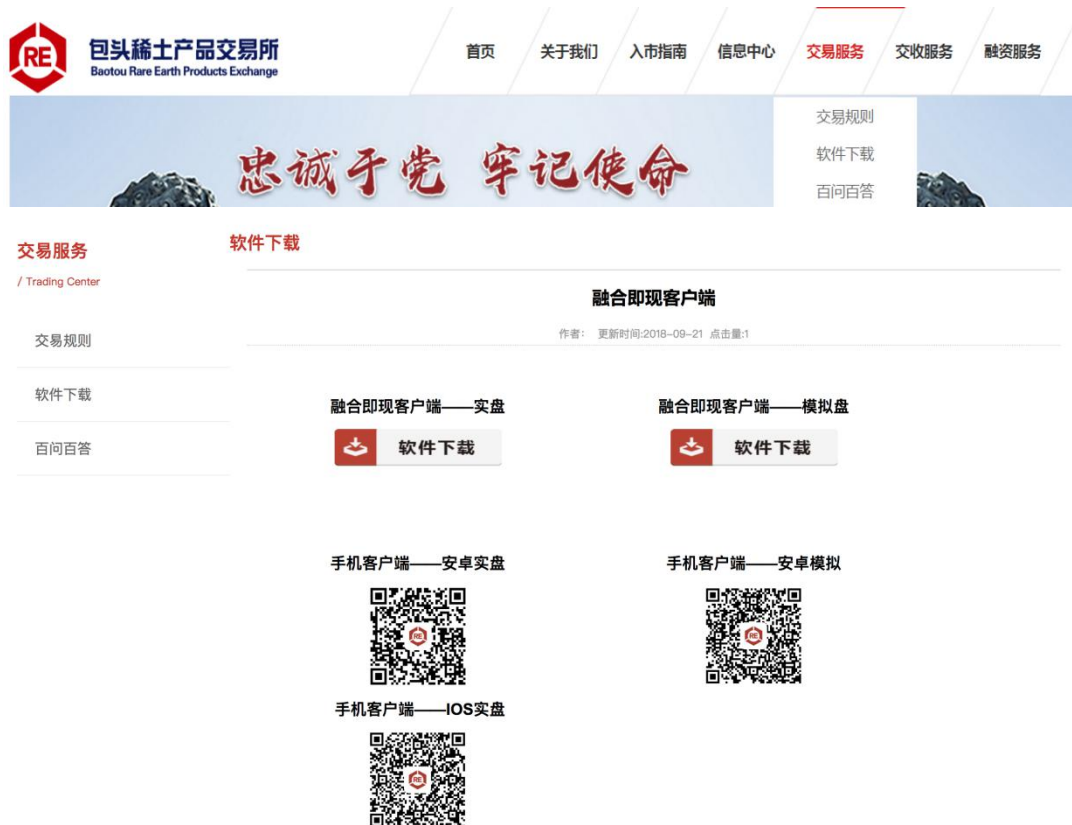 RE
包头稀土产品交易所
Baotou Rare Earth Products Exchange
首页 关于我们 入市指南 信息中心 交易服务 交收服务 融资服务
忠诚于党 牢记使命
交易规则
软件下载
百问百答
交易服务
/ Trading Center
交易规则
软件下载
百问百答
软件下载
融合即现客户端
作者: 更新时间:2018-09-21 点击量:1
融合即现客户端——实盘 融合即现客户端——模拟盘
软件下载 软件下载
手机客户端——安卓实盘 手机客户端——安卓模拟
RE RE
手机客户端——IOS实盘
RE